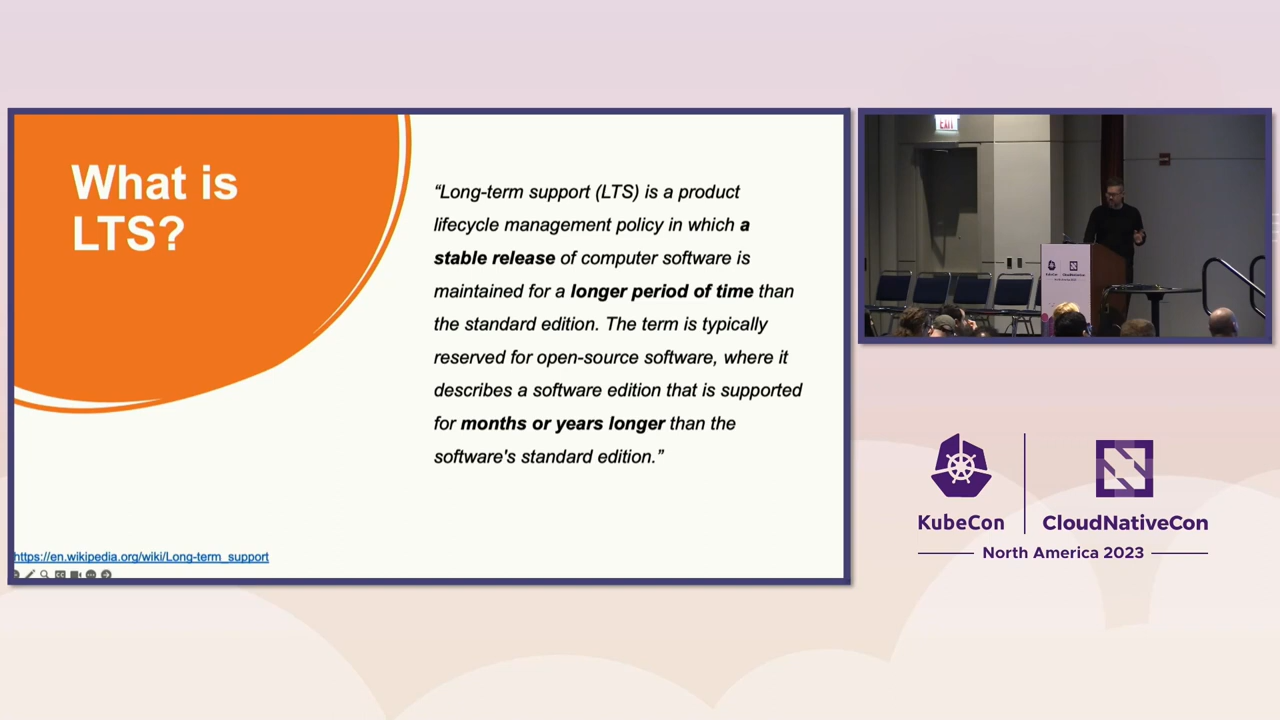 What is
LTS?
“Long-term support (LTS) is a product
lifecycle management policy in which a
stable release of computer software is
maintained for a longer period of time than
the standard edition. The term is typically
reserved for open-source software, where it
describes a software edition that is supported
for months or years longer than the
software's standard edition.”
https://en.wikipedia.org/wiki/Long-term_support
EXIT
KubeCon
CloudNativeCon
North America 2023